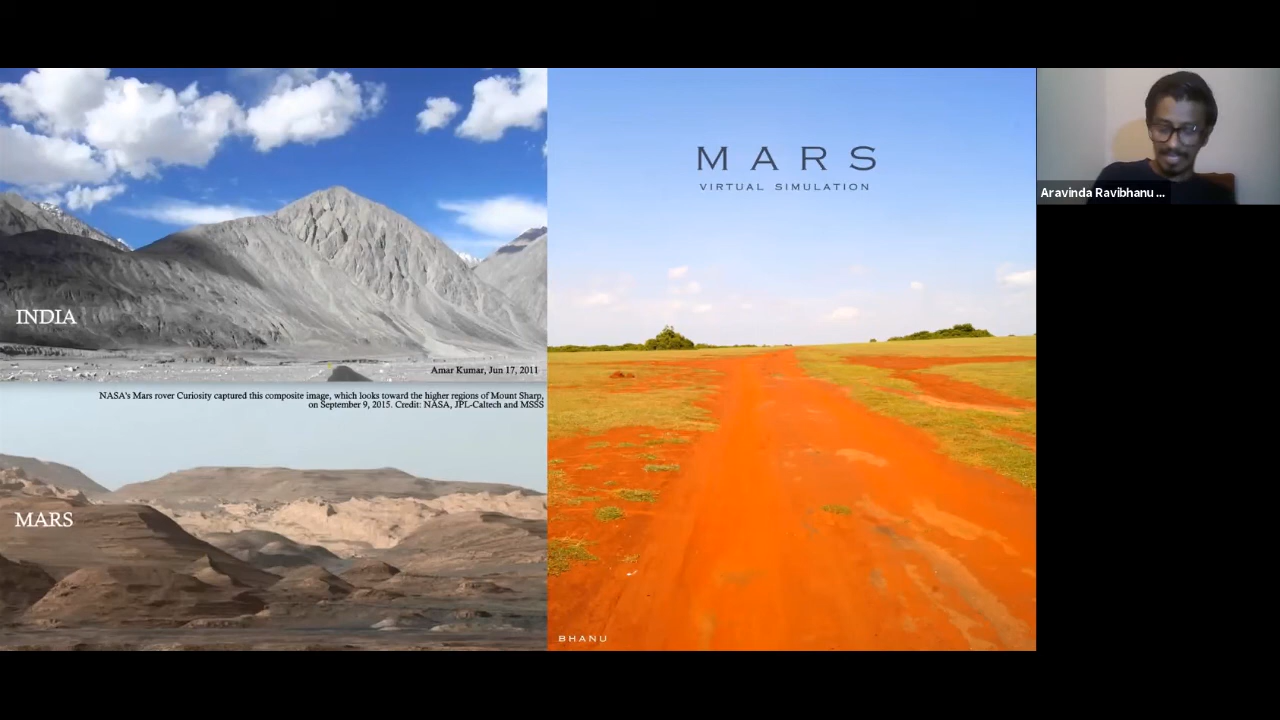 INDIA
Amar Kumar, Jun 17, 2011
NASA's Mars rover Curiosity captured this composite image, which looks toward the higher regions of Mount Sharp,
on September 9, 2015. Credit: NASA, JPL-Caltech and MSSS
MARS
MARS
VIRTUAL SIMULATION
BHANU
Aravinda Ravibhanu ...